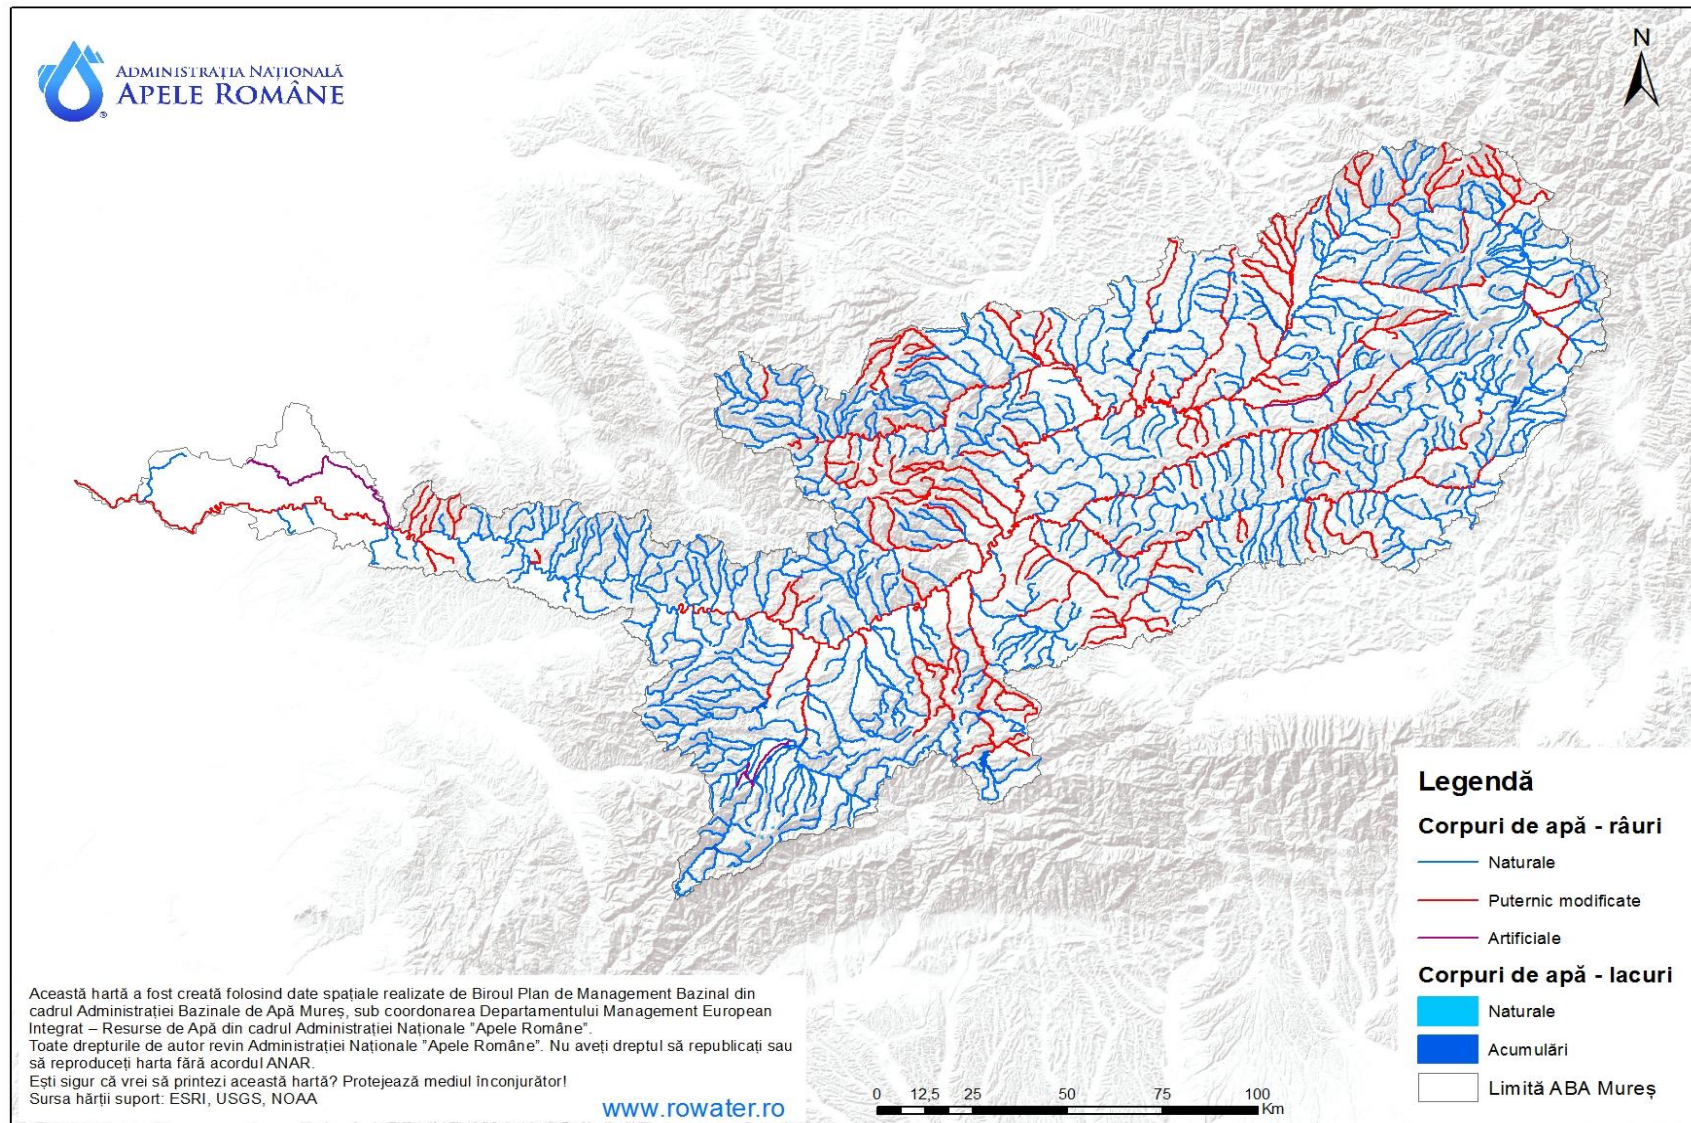 ADMINISTRAȚIA NAȚIONALĂ
APELE ROMÂNE
®
N
Legendă
Corpuri de apă - râuri
Naturale
Puternic modificate
Artificiale
Corpuri de apă - lacuri
Naturale
Acumulări
Limită ABA Mureș
Această hartă a fost creată folosind date spațiale realizate de Biroul Plan de Management Bazinal din
cadrul Administrației Bazinale de Apă Mureș, sub coordonarea Departamentului Management European
Integrat – Resurse de Apă din cadrul Administrației Naționale "Apele Române".
Toate drepturile de autor revin Administrației Naționale "Apele Române". Nu aveți dreptul să republicați sau
să reproduceți harta fără acordul ANAR.
Ești sigur că vrei să printezi această hartă? Protejează mediul înconjurător!
Sursa hărții suport: ESRI, USGS, NOAA
www.rowater.ro
0 12,5 25 50 75 100
Km